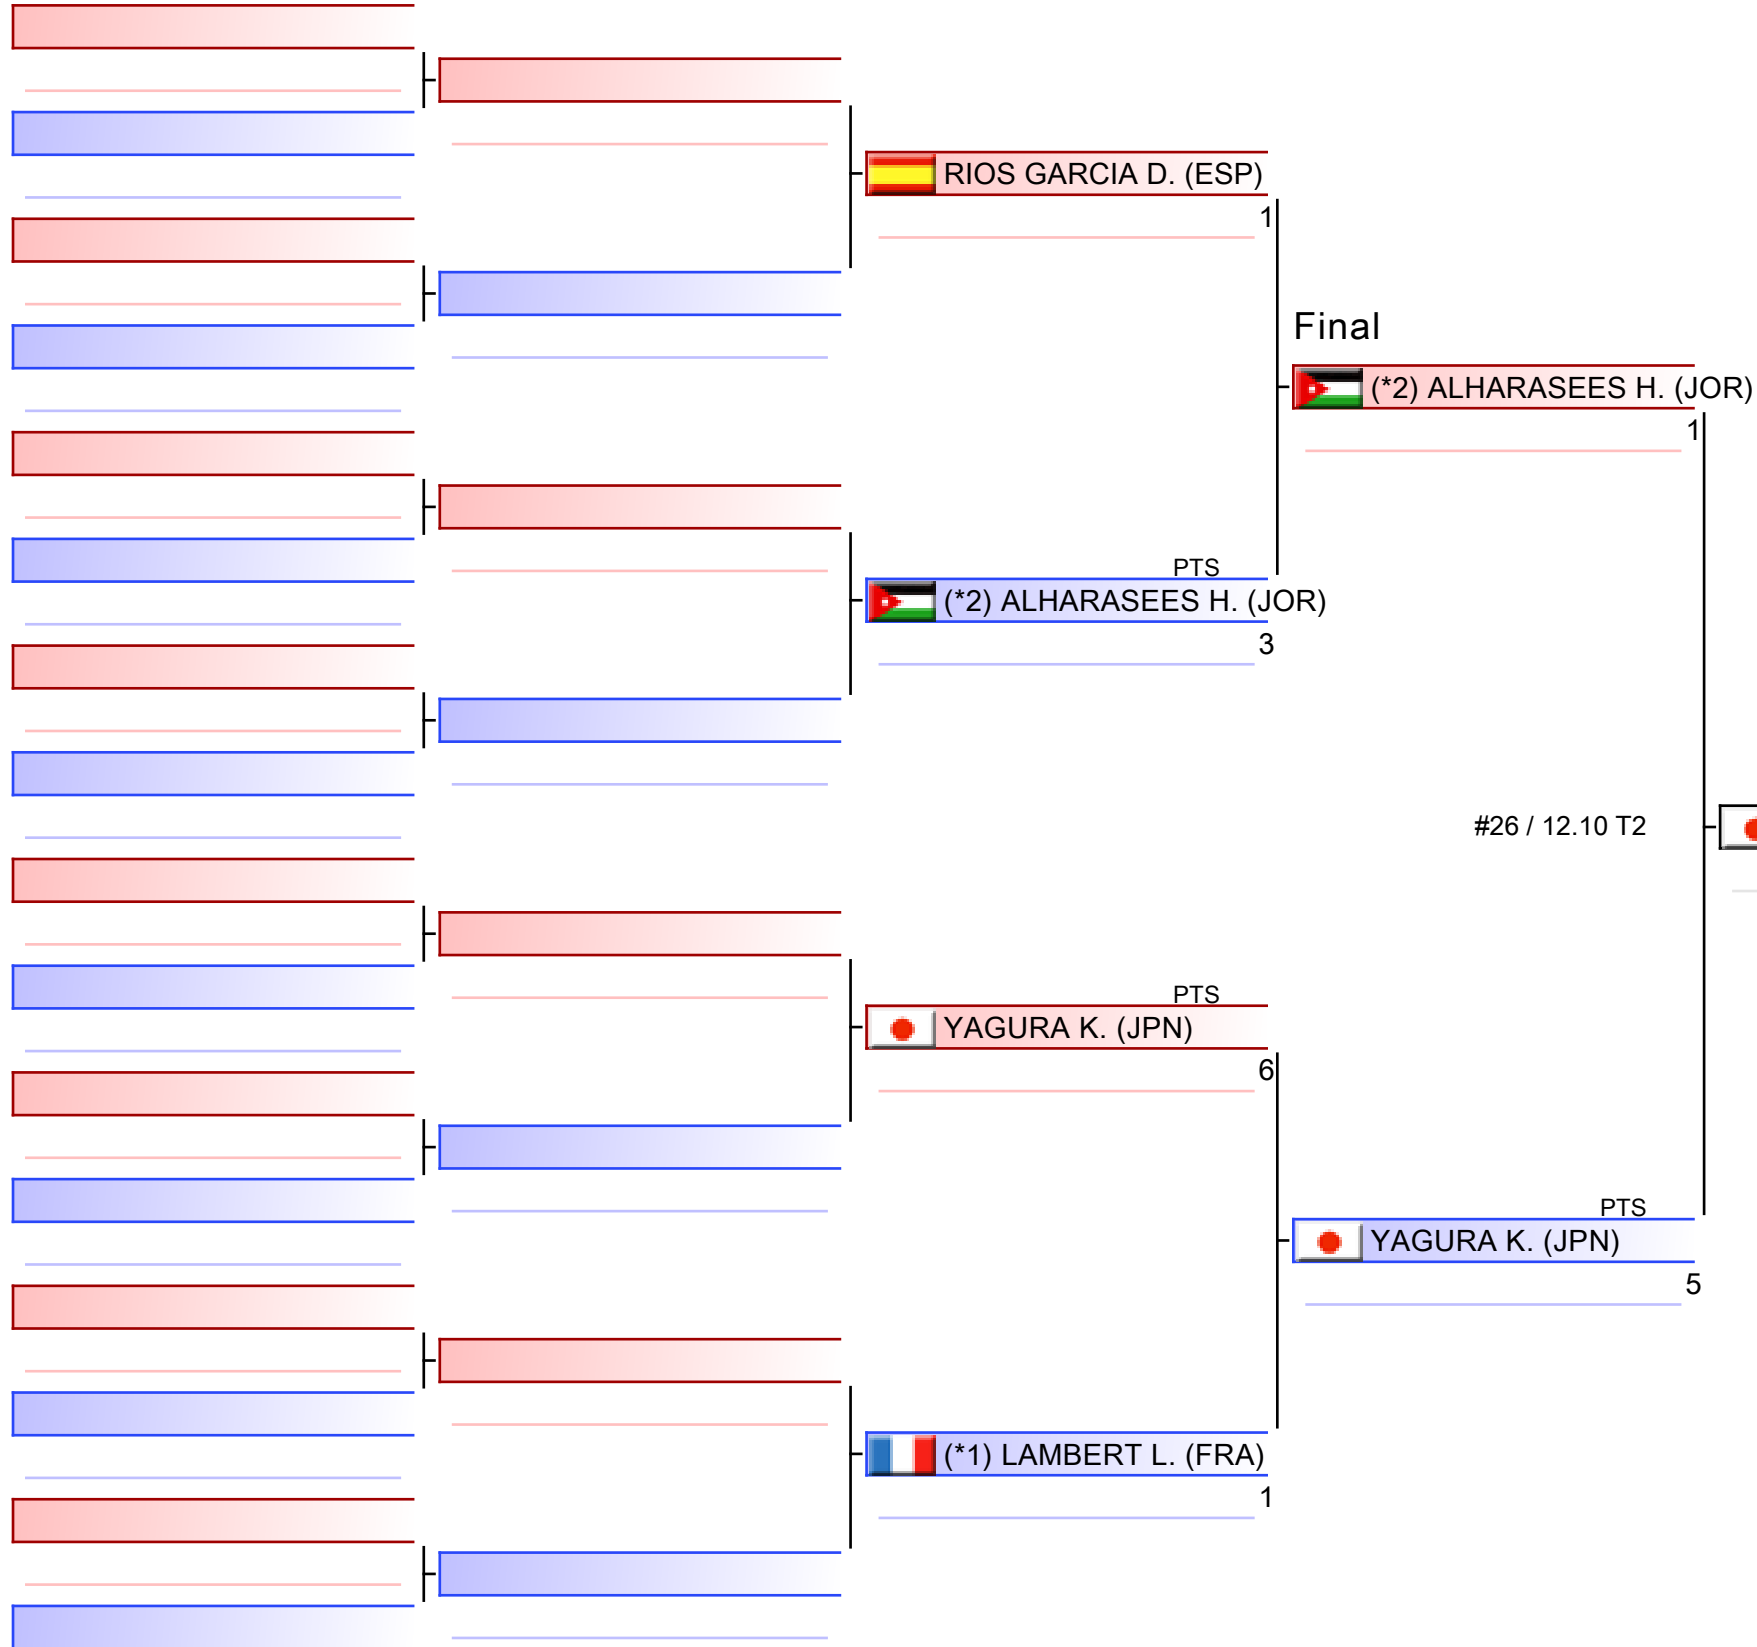 RIOS GARCIA D. (ESP)
1
Final
(*2) ALHARASEES H. (JOR)
1
PTS
(*2) ALHARASEES H. (JOR)
3
#26 / 12.10 T2
PTS
YAGURA K. (JPN)
6
PTS
YAGURA K. (JPN)
5
(*1) LAMBERT L. (FRA)
1